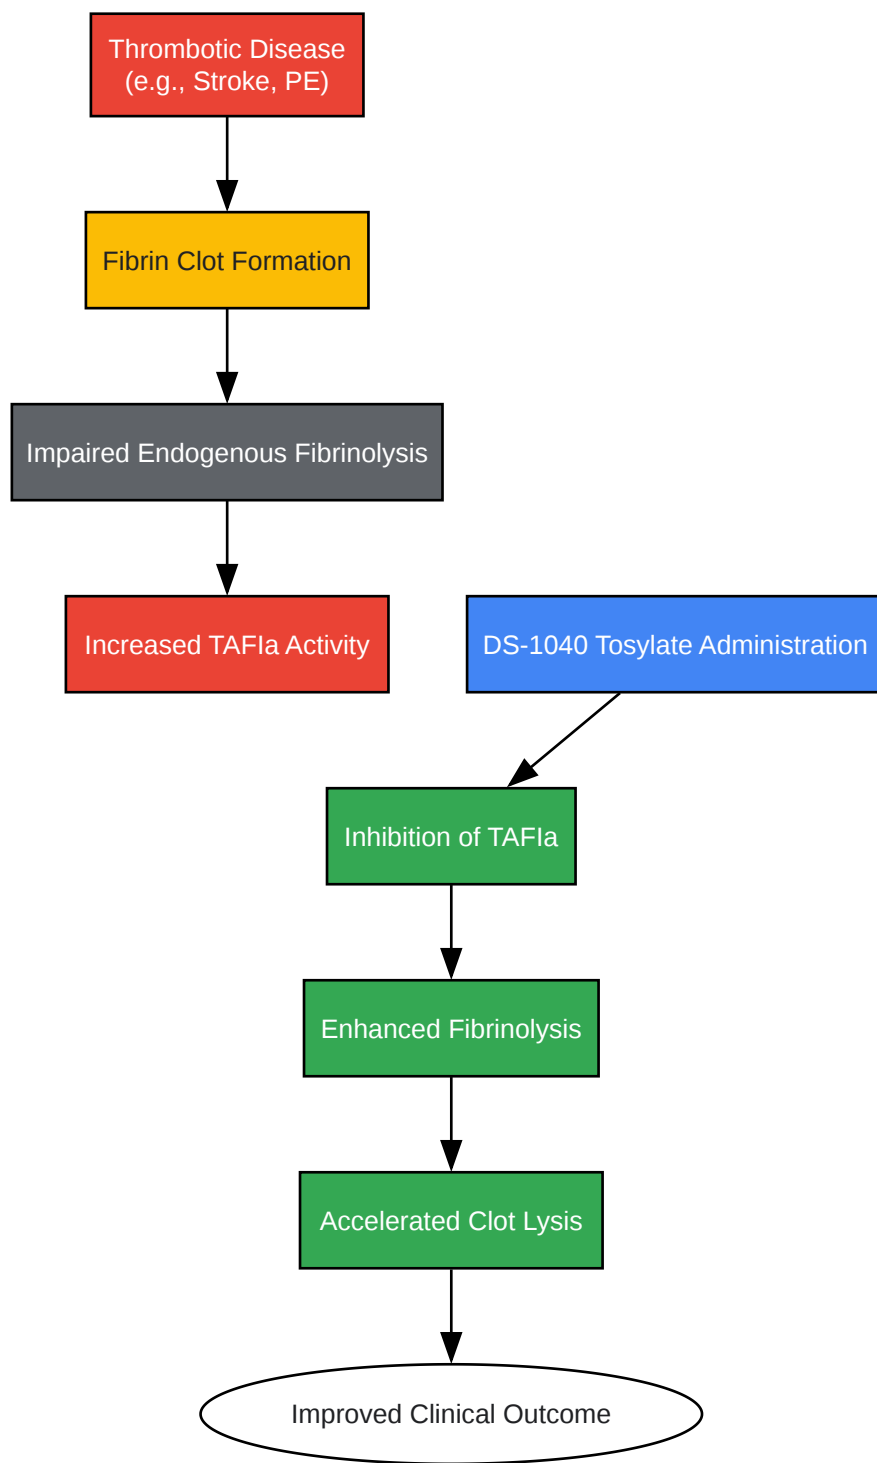 Thrombotic Disease
(e.g., Stroke, PE)
Fibrin Clot Formation
Impaired Endogenous Fibrinolysis
Increased TAFIa Activity
DS-1040 Tosylate Administration
Inhibition of TAFIa
Enhanced Fibrinolysis
Accelerated Clot Lysis
Improved Clinical Outcome